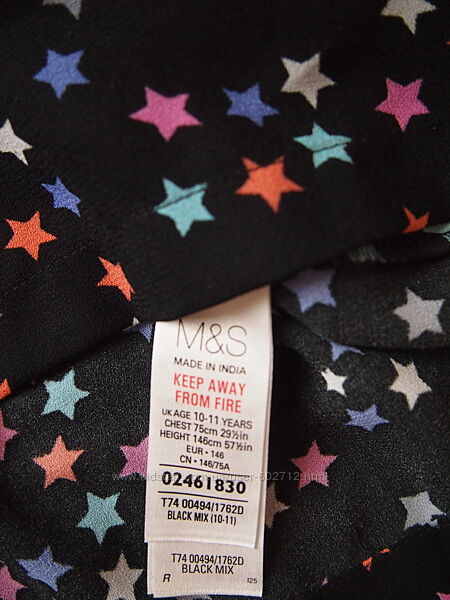 M&S
MADE IN INDIA
KEEP AWAY
FROM FIRE
UK AGE 10-11 YEARS
CHEST 75cm 29½in
HEIGHT 146cm 57½in
EUR • 146
CN • 146/75A
02461830
T74 00494/1762D
BLACK MIX (10-11)
T74 00494/1762D
BLACK MIX
R I25